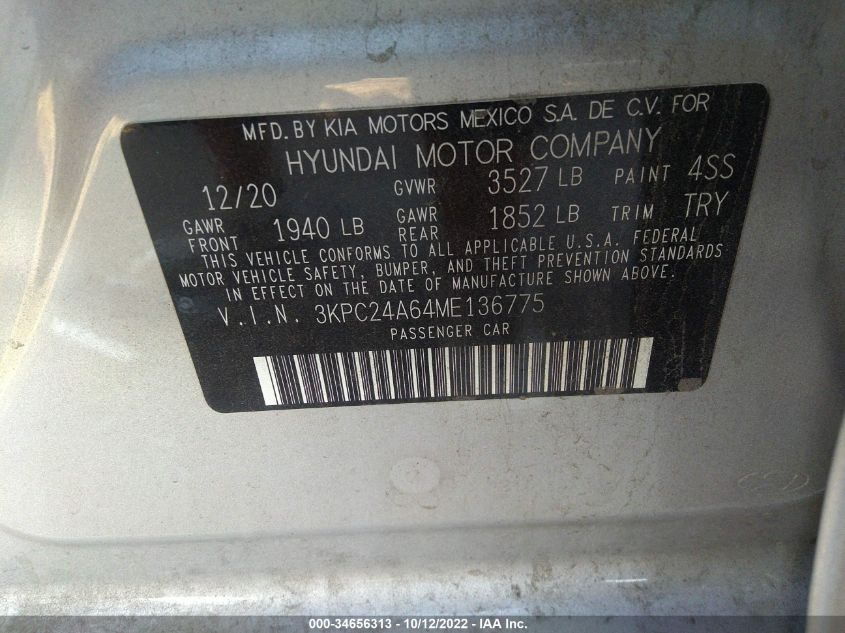 MFD. BY KIA MOTORS MEXICO S.A. DE C.V. FOR
HYUNDAI MOTOR COMPANY
12/20 GVWR 3527 LB PAINT 4SS
GAWR FRONT 1940 LB GAWR REAR 1852 LB TRIM TRY
THIS VEHICLE CONFORMS TO ALL APPLICABLE U.S.A. FEDERAL
MOTOR VEHICLE SAFETY, BUMPER, AND THEFT PREVENTION STANDARDS
IN EFFECT ON THE DATE OF MANUFACTURE SHOWN ABOVE.
V.I.N. 3KPC24A64ME136775
PASSENGER CAR
000-34656313 - 10/12/2022 - IAA Inc.